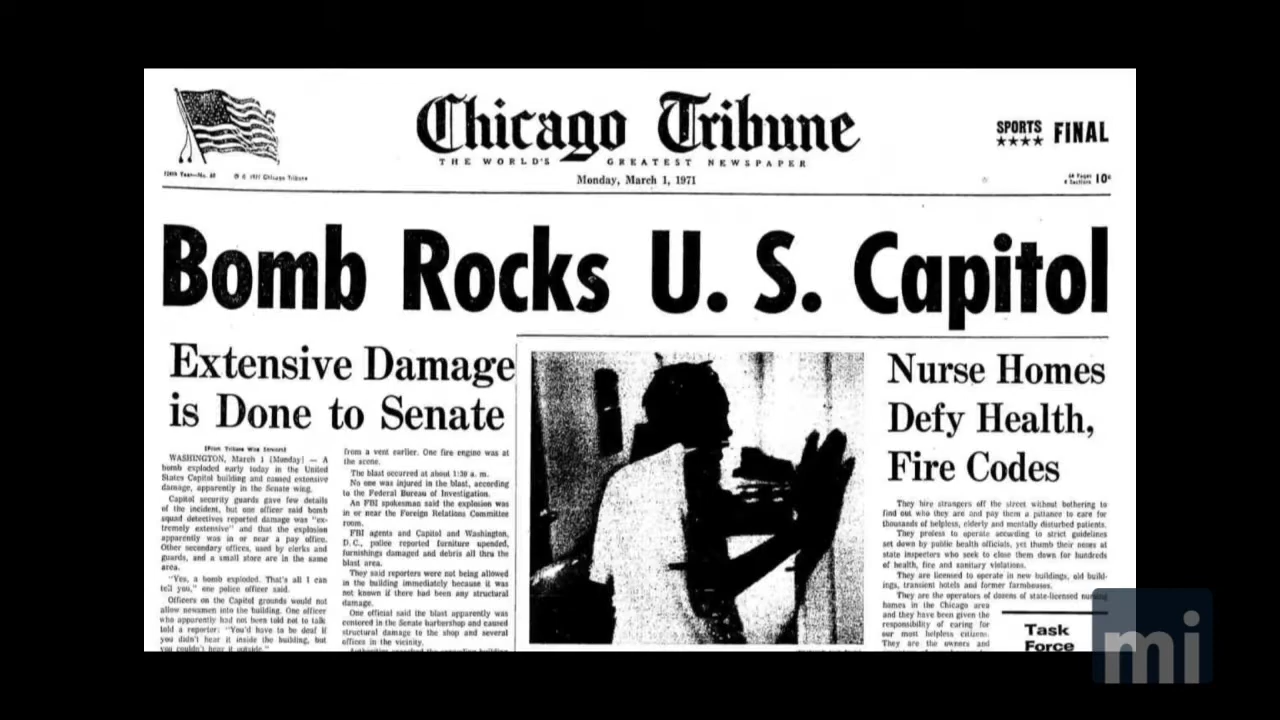 Chicago Tribune
THE WORLD'S GREATEST NEWSPAPER
SPORTS
★★★★
FINAL
124th Year—No. 60 © 1971 Chicago Tribune
Monday, March 1, 1971
10¢
Bomb Rocks U. S. Capitol
Extensive Damage
is Done to Senate
WASHINGTON, March 1 [Monday] — A
bomb exploded early today in the United
States Capitol building and caused extensive
damage, apparently in the Senate wing.
Capitol security guards gave few details
of the incident, but one officer said bomb
squad detectives reported damage was "ex-
tremely extensive" and that the explosion
apparently was in or near a pay office.
Other secondary offices, used by clerks and
guards, and a small store are in the same
area.
"Yes, a bomb exploded. That's all I can
tell you," one police officer said.
Officers on the Capitol grounds would not
allow newsmen into the building. One officer
who apparently had not been told not to talk
told a reporter: "You'd have to be deaf if
you didn't hear it inside the building, but
you couldn't hear it outside."
from a vent earlier. One fire engine was at
the scene.
The blast occurred at about 1:30 a. m.
No one was injured in the blast, according
to the Federal Bureau of Investigation.
An FBI spokesman said the explosion was
in or near the Foreign Relations Committee
room.
FBI agents and Capitol and Washington,
D. C., police reported furniture upended,
furnishings damaged and debris all thru the
blast area.
They said reporters were not being allowed
in the building immediately because it was
not known if there had been any structural
damage.
One official said the blast apparently was
centered in the Senate barbershop and caused
structural damage to the shop and several
offices in the vicinity.
Nurse Homes
Defy Health,
Fire Codes
They hire strangers off the street without bothering to
find out who they are and pay them a pittance to care for
thousands of helpless, elderly and mentally disturbed patients.
They profess to operate according to strict guidelines
set down by public health officials, yet thumb their noses at
state inspectors who seek to close them down for hundreds
of health, fire and sanitary violations.
They are licensed to operate in new buildings, old build-
ings, transient hotels and former farmhouses.
They are the operators of dozens of state-licensed nursing
homes in the Chicago area
and they have been given the
responsibility of caring for
our most helpless citizens.
They are the owners and
Task
Force
mi